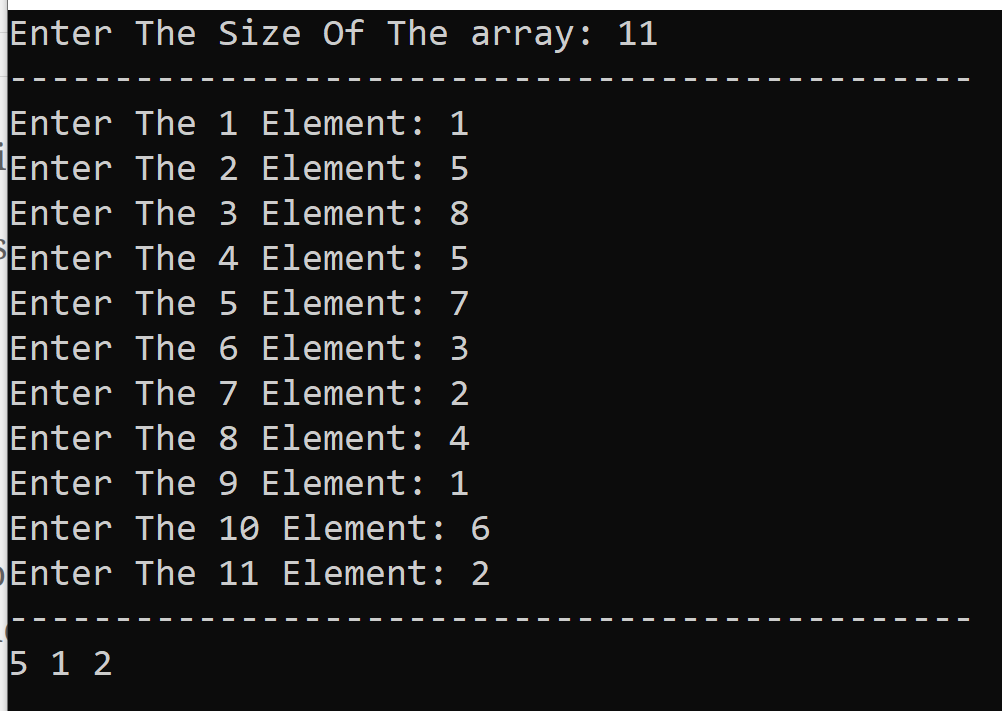 Enter The Size Of The array: 11
----------------------------------------------
Enter The 1 Element: 1
Enter The 2 Element: 5
Enter The 3 Element: 8
Enter The 4 Element: 5
Enter The 5 Element: 7
Enter The 6 Element: 3
Enter The 7 Element: 2
Enter The 8 Element: 4
Enter The 9 Element: 1
Enter The 10 Element: 6
Enter The 11 Element: 2
----------------------------------------------
5 1 2